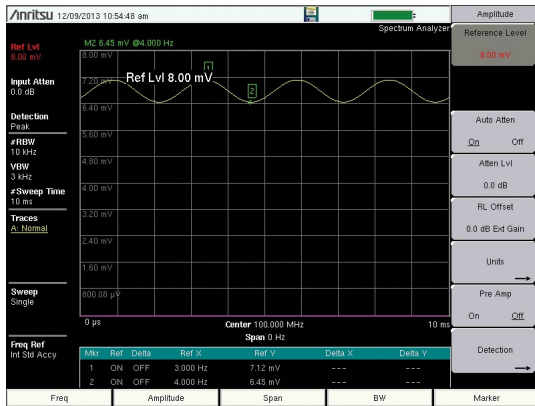 Anritsu 12/09/2013 10:54:48 am
Spectrum Analyzer
M2 6.45 mV @4.000 Hz
Ref Lvl
8.00 mV
Input Atten
0.0 dB
Detection
Peak
#RBW
10 kHz
VBW
3 kHz
#Sweep Time
10 ms
Traces
A: Normal
Sweep
Single
Freq Ref
Int Std Accy
8.00 mV
7.20 mV
Ref Lvl 8.00 mV
1
2
6.40 mV
5.60 mV
4.80 mV
4.00 mV
3.20 mV
2.40 mV
1.60 mV
800.08 µV
0 µs
Center 100.000 MHz
10 ms
Span 0 Hz
Mkr Ref Delta Ref X Ref Y Delta X Delta Y
1 ON OFF 3.000 Hz 7.12 mV --- ---
2 ON OFF 4.000 Hz 6.45 mV --- ---
Amplitude
Reference Level
8.00 mV
Auto Atten
On Off
Atten Lvl
0.0 dB
RL Offset
0.0 dB Ext Gain
Units
Pre Amp
On Off
Detection
Freq Amplitude Span BW Marker